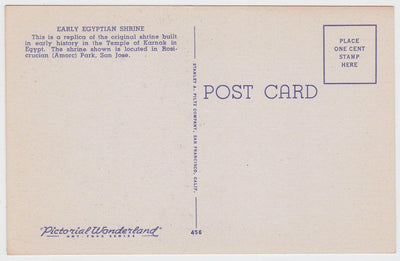 EARLY EGYPTIAN SHRINE
This is a replica of the original shrine built
in early history in the Temple of Karnak in
Egypt. The shrine shown is located in Rosi-
crucian (Amorc) Park, San Jose.
PLACE
ONE CENT
STAMP
HERE
STANLEY A. PILTZ COMPANY, SAN FRANCISCO, CALIF.
POST CARD
Pictorial Wonderland
ART-TONE SERIES
456